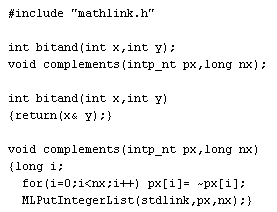 #include "mathlink.h"
int bitand(int x,int y);
void complements(intp_nt px,long nx);
int bitand(int x,int y)
{return(x& y);}
void complements(intp_nt px,long nx)
{long i;
for(i=0;i<nx;i++) px[i]= ~px[i];
MLPutIntegerList(stdlink,px,nx);}